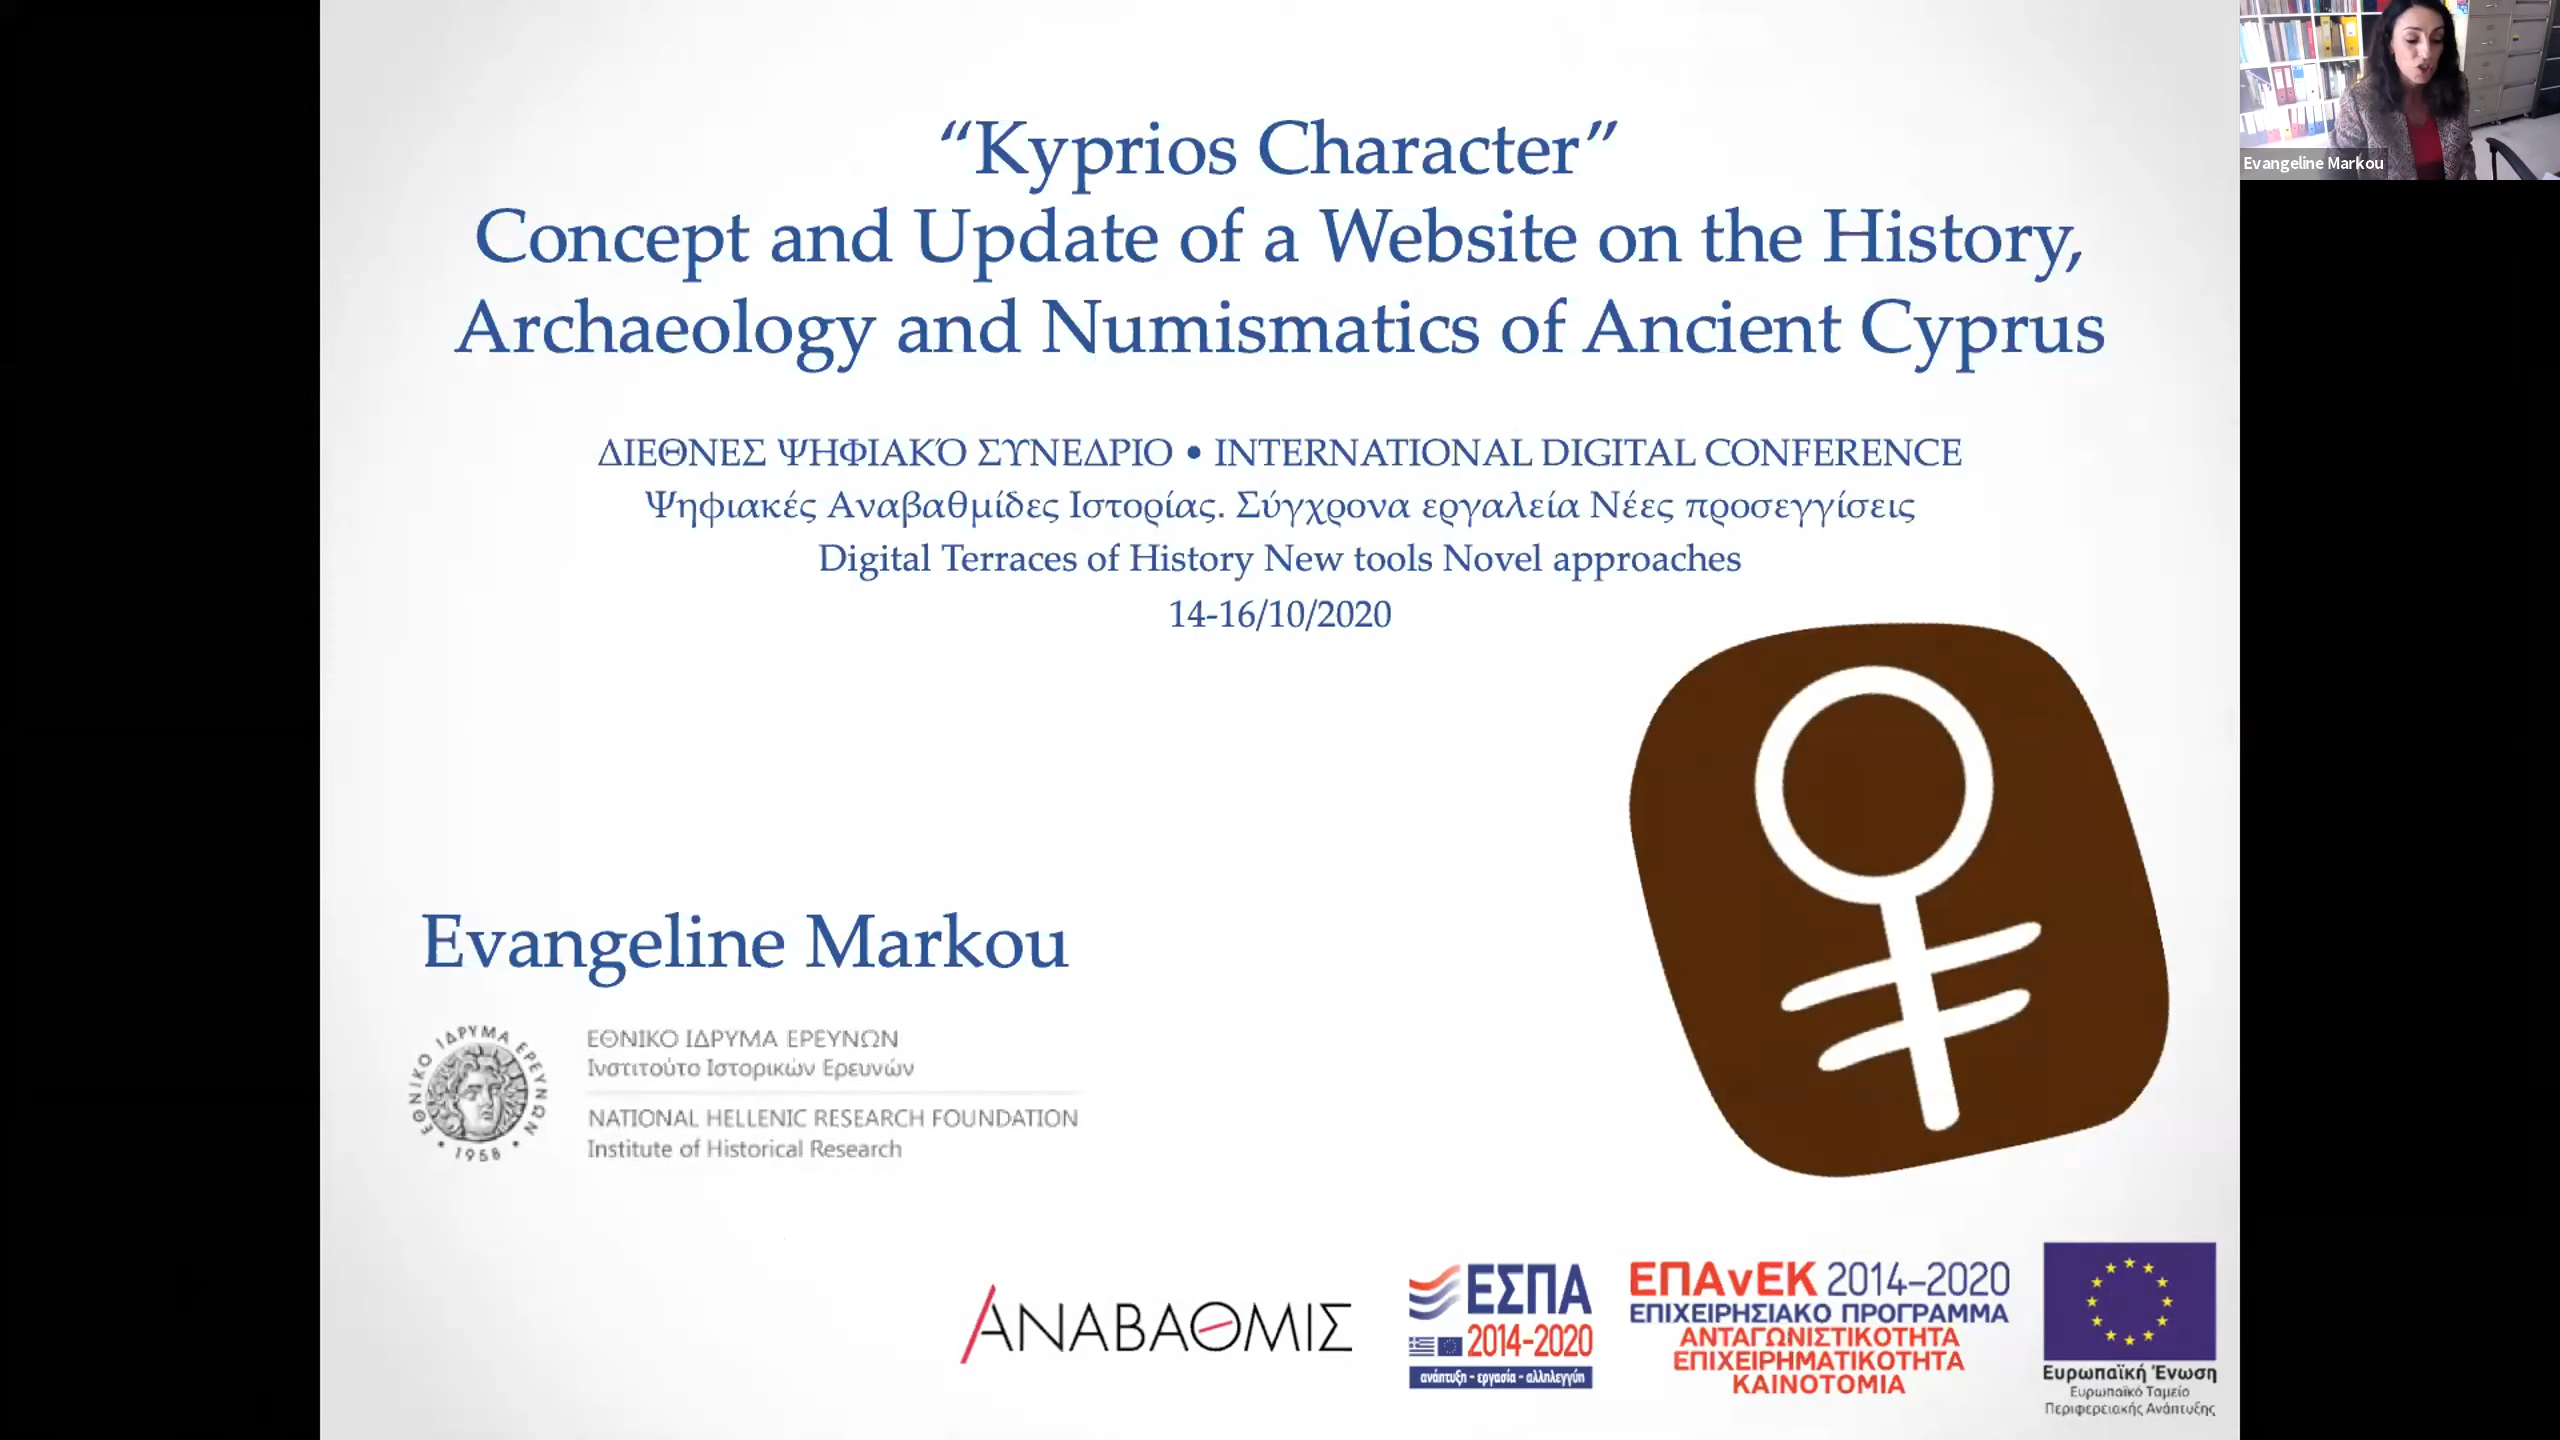 “Kyprios Character”
Concept and Update of a Website on the History,
Archaeology and Numismatics of Ancient Cyprus
ΔΙΕΘΝΕΣ ΨΗΦΙΑΚΌ ΣΥΝΕΔΡΙΟ • INTERNATIONAL DIGITAL CONFERENCE
Ψηφιακές Αναβαθμίδες Ιστορίας. Σύγχρονα εργαλεία Νέες προσεγγίσεις
Digital Terraces of History New tools Novel approaches
14-16/10/2020
Evangeline Markou
Evangeline Markou
ΕΘΝΙΚΟ ΙΔΡΥΜΑ ΕΡΕΥΝΩΝ
• 1958 •
ΕΘΝΙΚΟ ΙΔΡΥΜΑ ΕΡΕΥΝΩΝ
Ινστιτούτο Ιστορικών Ερευνών
NATIONAL HELLENIC RESEARCH FOUNDATION
Institute of Historical Research
ΑΝΑΒΑΘΜΙΣ
ΕΣΠΑ
2014-2020
ανάπτυξη - εργασία - αλληλεγγύη
ΕΠΑνΕΚ 2014–2020
ΕΠΙΧΕΙΡΗΣΙΑΚΟ ΠΡΟΓΡΑΜΜΑ
ΑΝΤΑΓΩΝΙΣΤΙΚΟΤΗΤΑ
ΕΠΙΧΕΙΡΗΜΑΤΙΚΟΤΗΤΑ
ΚΑΙΝΟΤΟΜΙΑ
Ευρωπαϊκή Ένωση
Ευρωπαϊκό Ταμείο
Περιφερειακής Ανάπτυξης